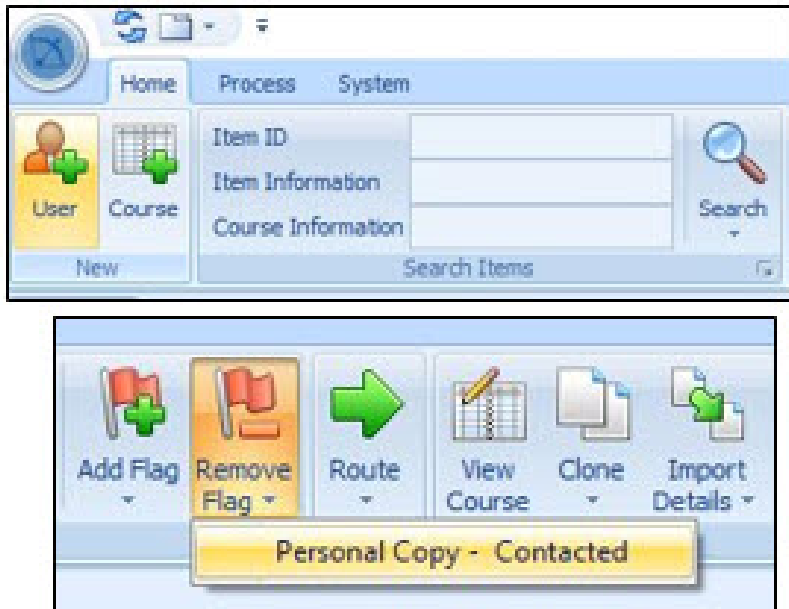 Home Process System
Item ID
Item Information
Course Information
User Course Search
New Search Items
Add Flag Remove Flag Route View Course Clone Import Details
Personal Copy - Contacted